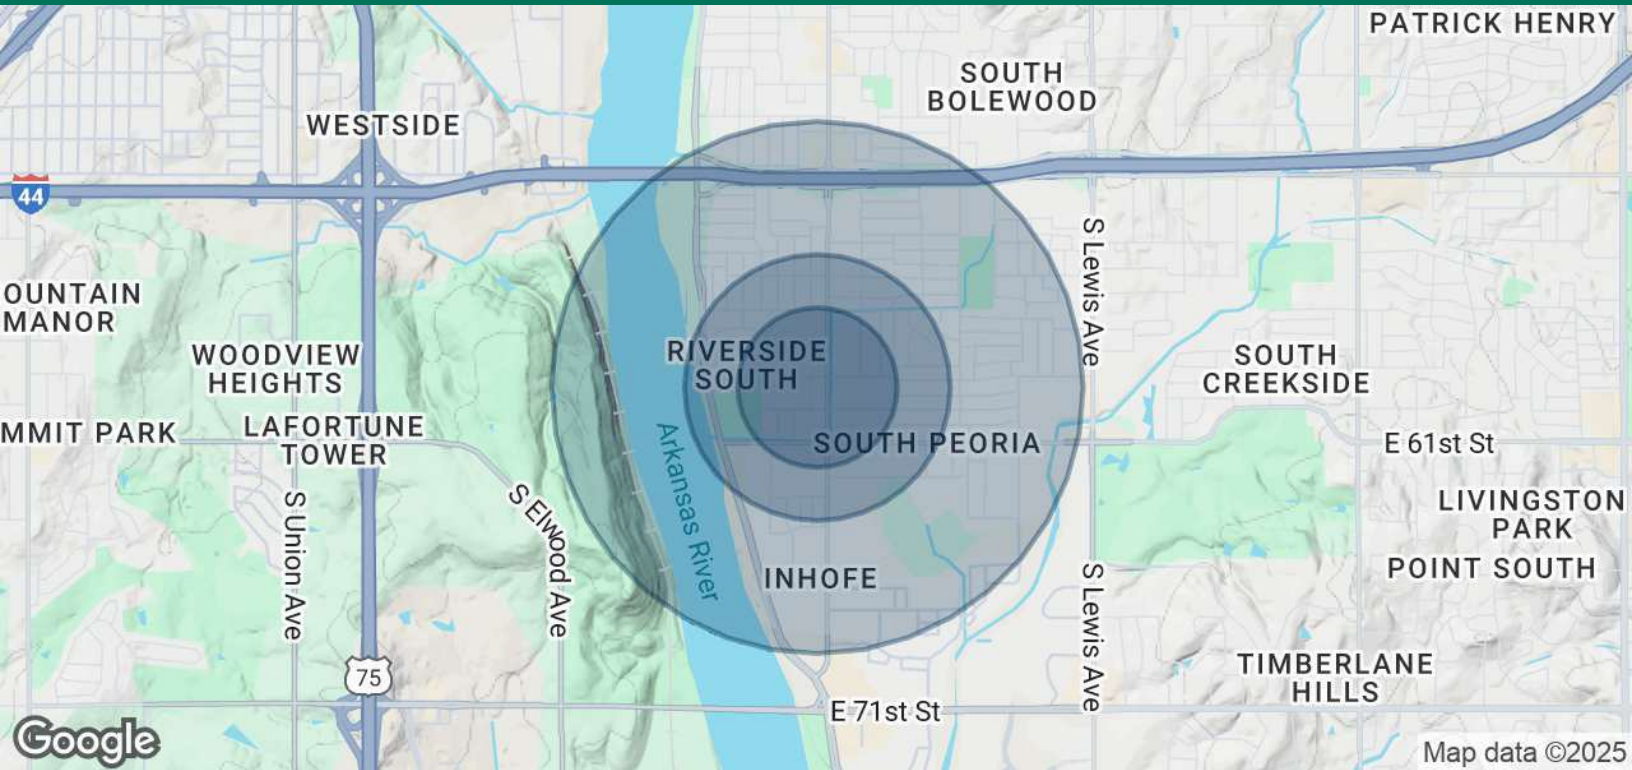 PATRICK HENRY
SOUTH
BOLEWOOD
WESTSIDE
44
S Lewis Ave
OUNTAIN
MANOR
WOODVIEW
HEIGHTS
RIVERSIDE
SOUTH
SOUTH
CREEKSIDE
MMIT PARK
LAFORTUNE
TOWER
SOUTH PEORIA
E 61st St
Arkansas River
S Union Ave
S Elwood Ave
LIVINGSTON
PARK
POINT SOUTH
INHOFE
S Lewis Ave
75
TIMBERLANE
HILLS
E 71st St
Google
Map data ©2025